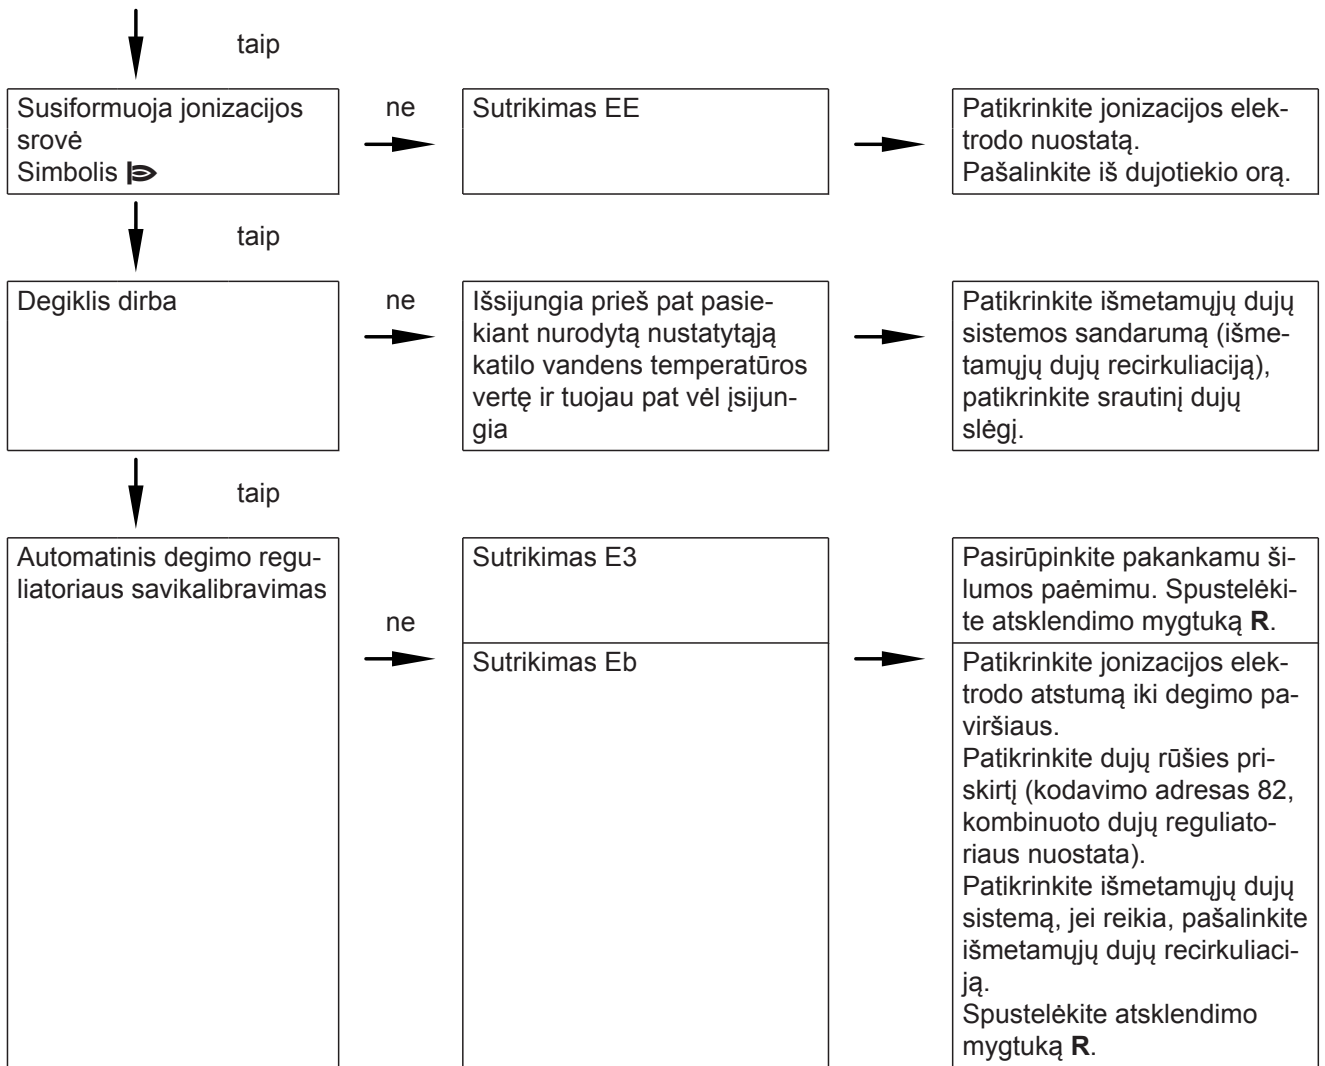 taip
Susiformuoja jonizacijos
srovė
Simbolis
ne
Sutrikimas EE
Patikrinkite jonizacijos elek-
trodo nuostatą.
Pašalinkite iš dujotiekio orą.
taip
Degiklis dirba
ne
Išsijungia prieš pat pasie-
kiant nurodytą nustatytąją
katilo vandens temperatūros
vertę ir tuojau pat vėl įsijun-
gia
Patikrinkite išmetamųjų dujų
sistemos sandarumą (išme-
tamųjų dujų recirkuliaciją),
patikrinkite srautinį dujų
slėgį.
taip
Automatinis degimo regu-
liatoriaus savikalibravimas
ne
Sutrikimas E3
Pasirūpinkite pakankamu ši-
lumos paėmimu. Spustelėki-
te atsklendimo mygtuką R.
Sutrikimas Eb
Patikrinkite jonizacijos elek-
trodo atstumą iki degimo pa-
viršiaus.
Patikrinkite dujų rūšies pri-
skirtį (kodavimo adresas 82,
kombinuoto dujų reguliato-
riaus nuostata).
Patikrinkite išmetamųjų dujų
sistemą, jei reikia, pašalinkite
išmetamųjų dujų recirkuliaci-
ją.
Spustelėkite atsklendimo
mygtuką R.